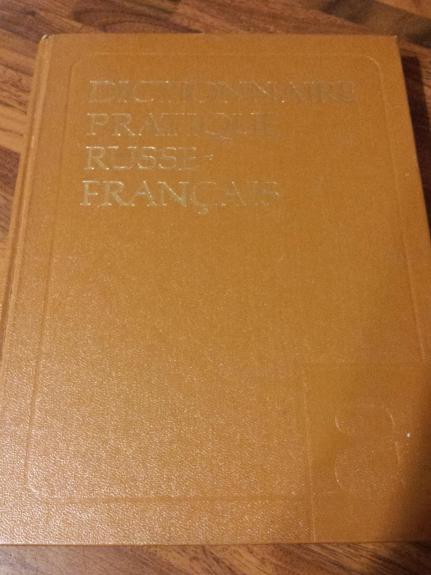 DICTIONNAIRE
PRATIQUE
RUSSE-
FRANÇAIS